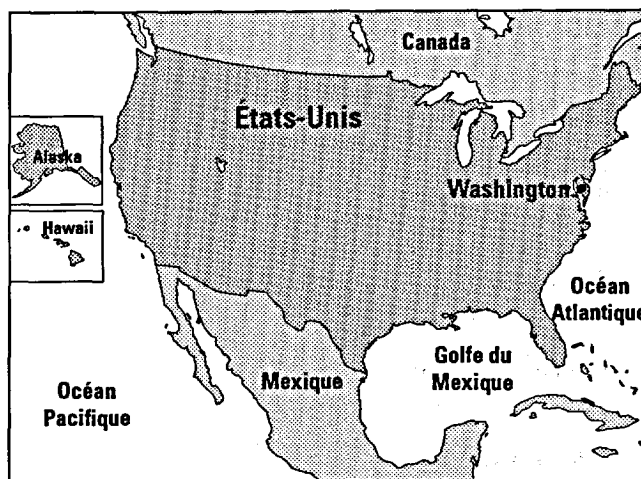 Canada
États-Unis
Alaska
Washington
Hawaii
Océan
Atlantique
Golfe du
Mexique
Mexique
Océan
Pacifique